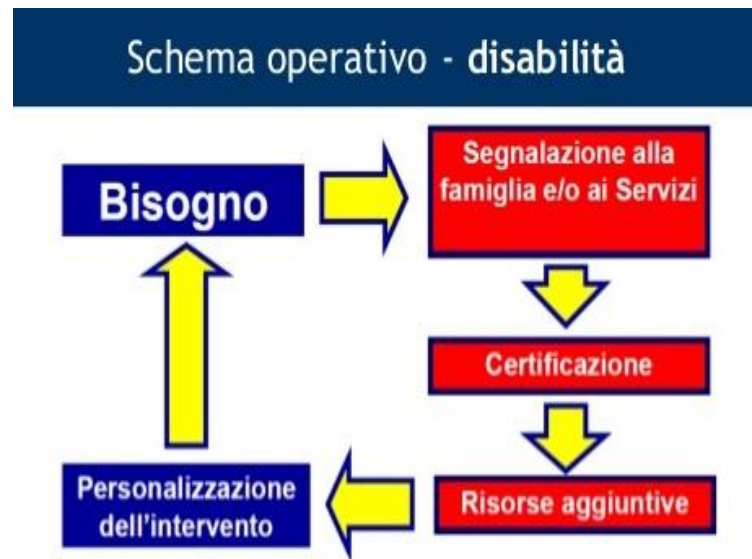 Schema operativo - disabilità
Bisogno
Segnalazione alla
famiglia e/o ai Servizi
Certificazione
Risorse aggiuntive
Personalizzazione
dell'intervento